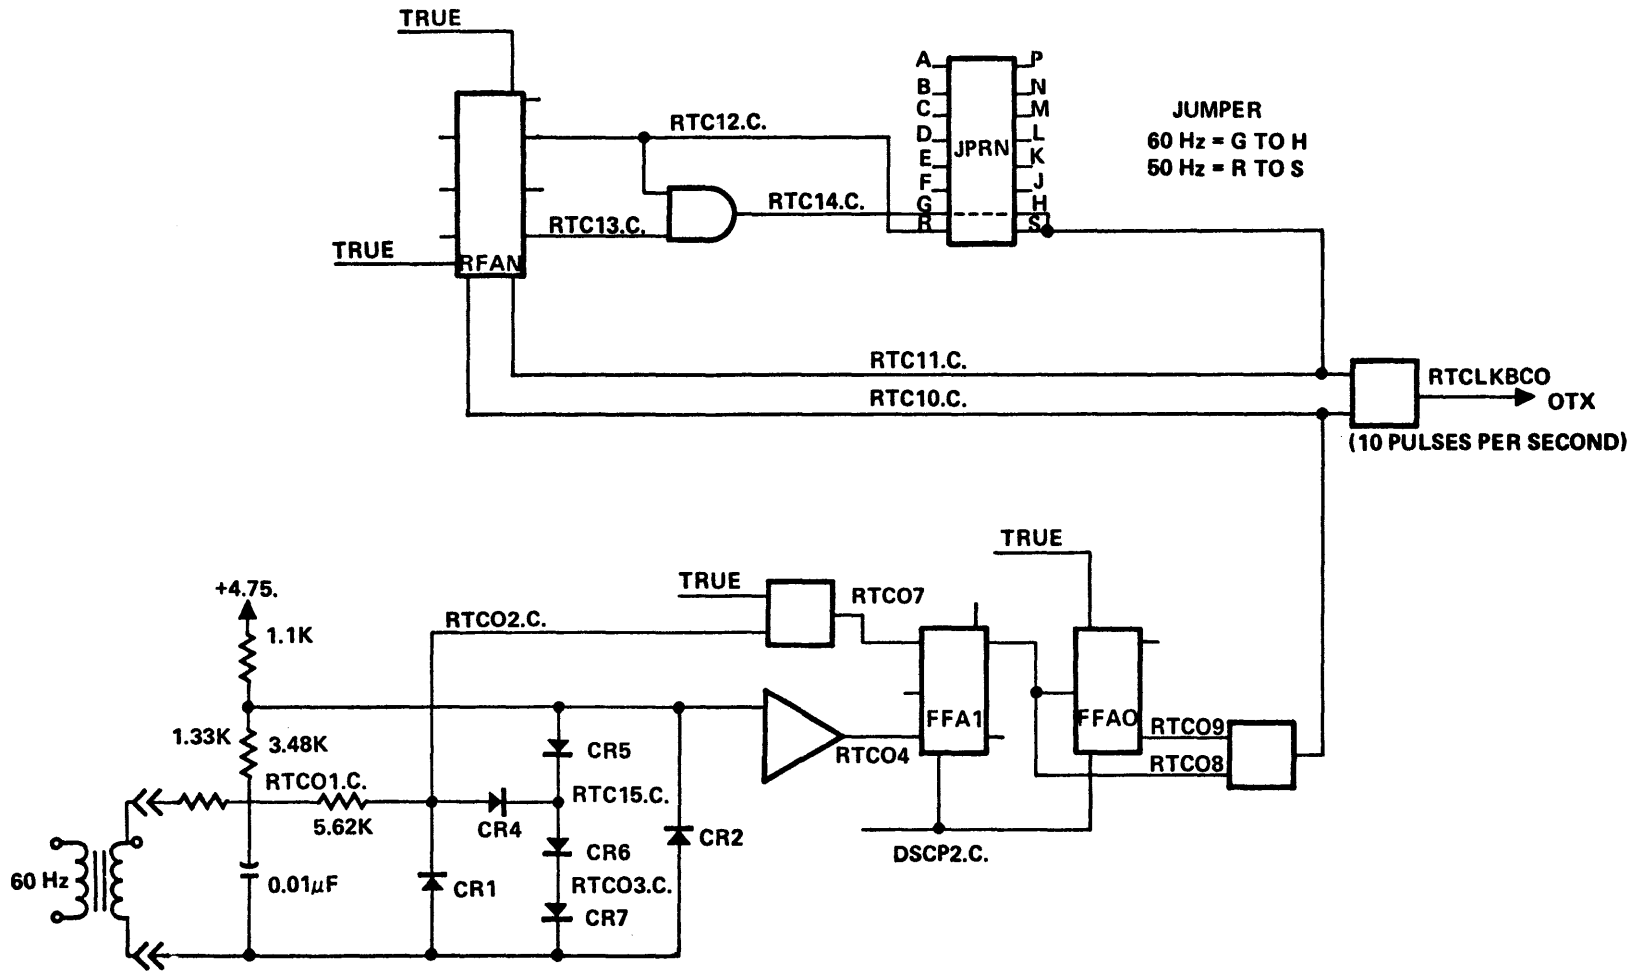 TRUE
A P
B N
C M
D L
E K
F J
G H
R S
JPRN
JUMPER
60 Hz = G TO H
50 Hz = R TO S
RTC12.C.
RTC14.C.
RTC13.C.
TRUE
RFAN
RTC11.C.
RTC10.C.
RTCLKBCO
OTX
(10 PULSES PER SECOND)
TRUE
+4.75.
1.1K
TRUE
RTCO7
RTCO2.C.
1.33K
3.48K
FFA1
FFAO
RTCO9
RTCO8
RTCO4
CR5
RTCO1.C.
RTC15.C.
5.62K
CR4
CR2
CR6
DSCP2.C.
60 Hz
0.01μF
CR1
RTCO3.C.
CR7